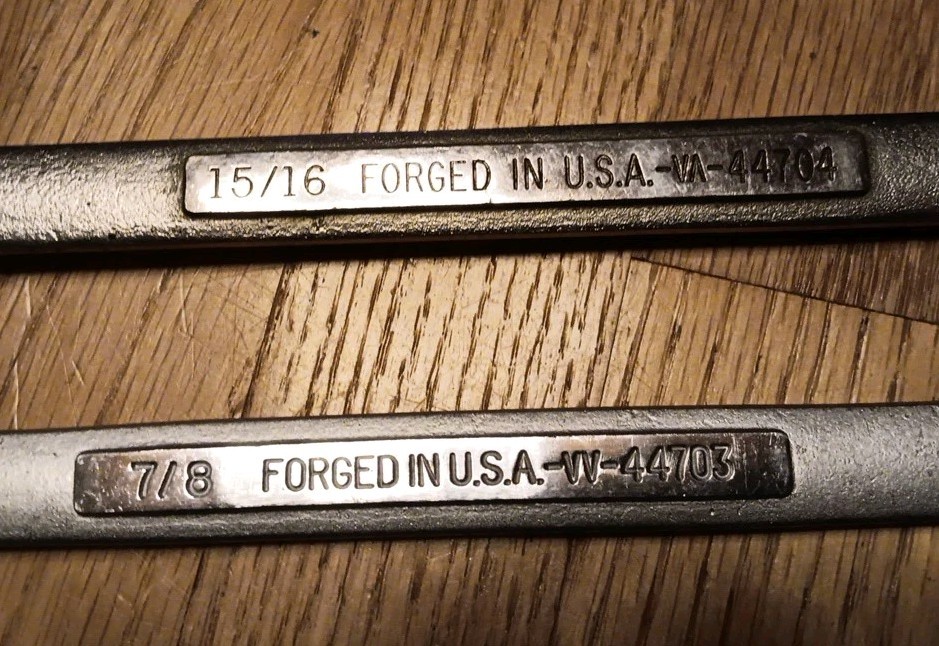 15/16 FORGED IN U.S.A.-VA-44704
7/8 FORGED IN U.S.A.-VV-44703